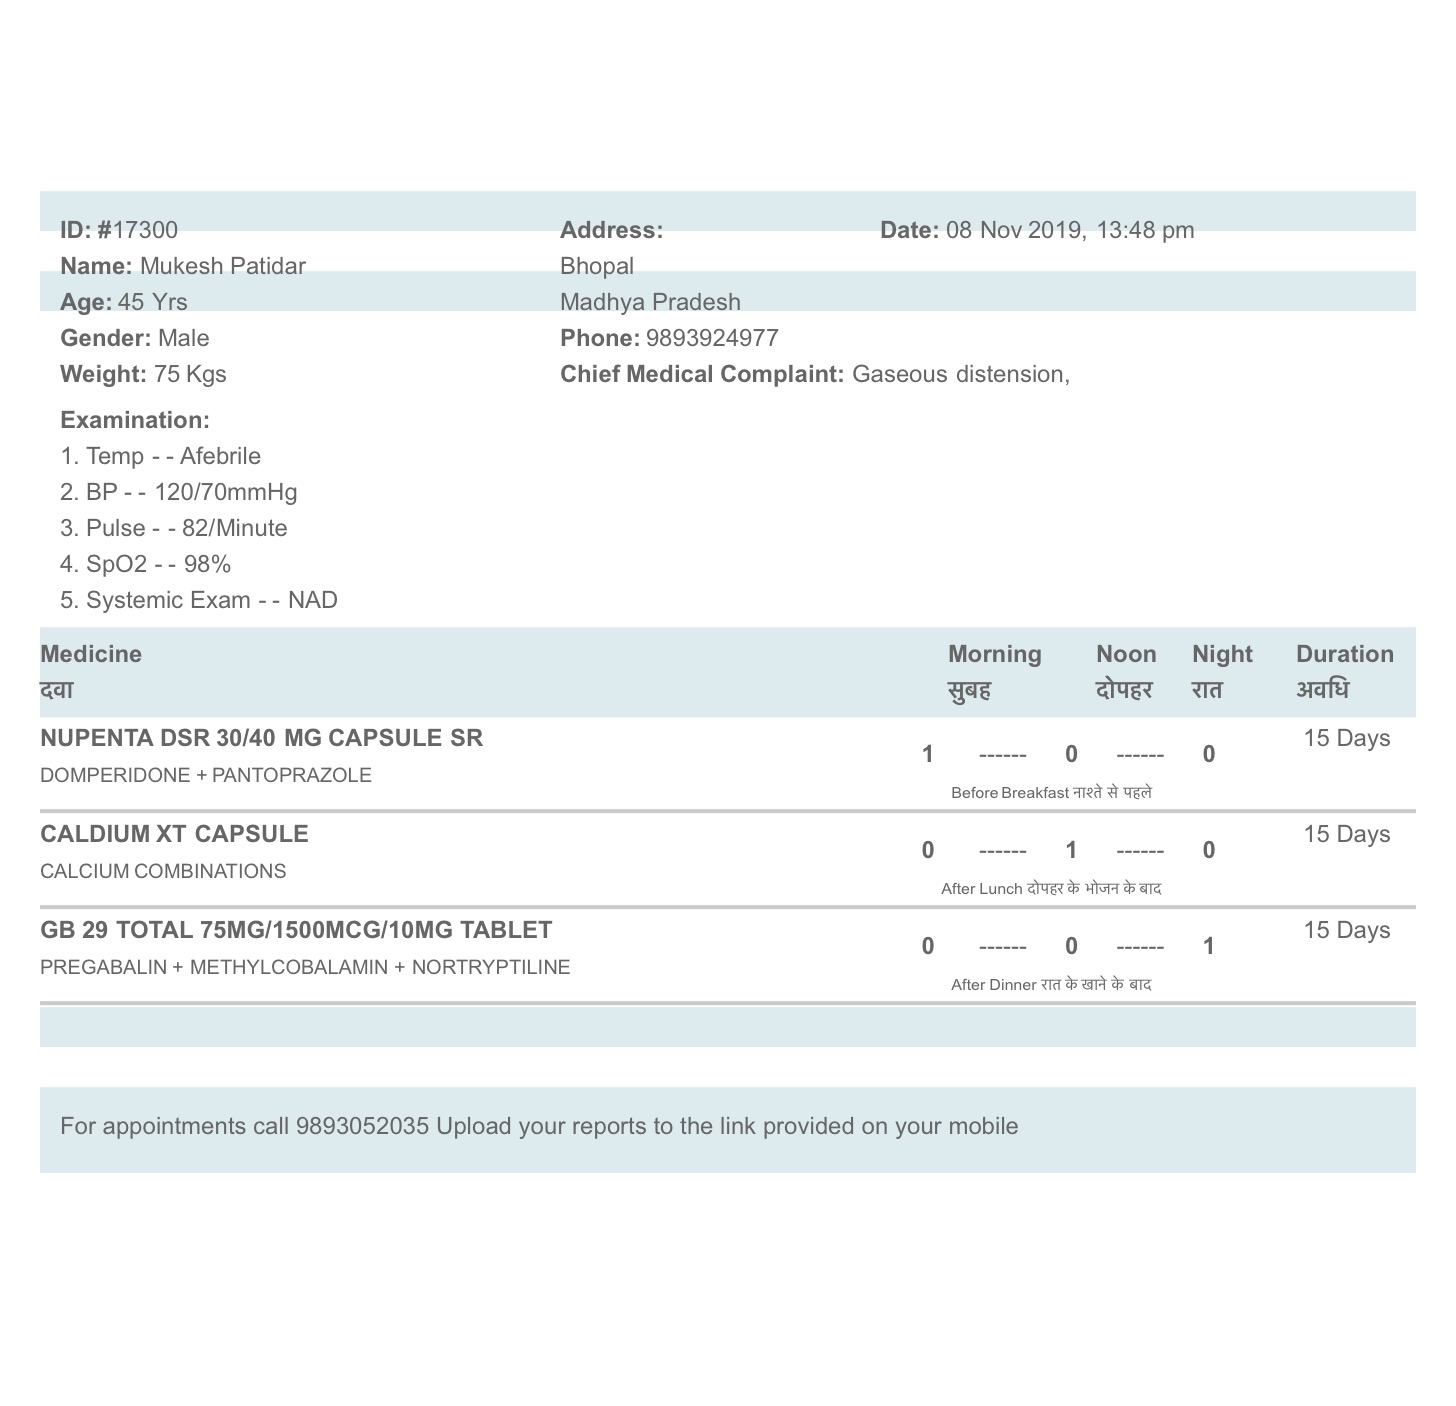 ID: #17300
Address:
Date: 08 Nov 2019, 13:48 pm
Name: Mukesh Patidar
Bhopal
Age: 45 Yrs
Madhya Pradesh
Gender: Male
Phone: 9893924977
Weight: 75 Kgs
Chief Medical Complaint: Gaseous distension,
Examination:
1. Temp - - Afebrile
2. BP - - 120/70mmHg
3. Pulse - - 82/Minute
4. SpO2 - - 98%
5. Systemic Exam - - NAD
Medicine Morning Noon Night Duration
दवा सुबह दोपहर रात अवधि
NUPENTA DSR 30/40 MG CAPSULE SR 15 Days
1 ------ 0 ------ 0
DOMPERIDONE + PANTOPRAZOLE
Before Breakfast नाश्ते से पहले
CALDIUM XT CAPSULE 15 Days
0 ------ 1 ------ 0
CALCIUM COMBINATIONS
After Lunch दोपहर के भोजन के बाद
GB 29 TOTAL 75MG/1500MCG/10MG TABLET 15 Days
0 ------ 0 ------ 1
PREGABALIN + METHYLCOBALAMIN + NORTRYPTILINE
After Dinner रात के खाने के बाद
For appointments call 9893052035 Upload your reports to the link provided on your mobile